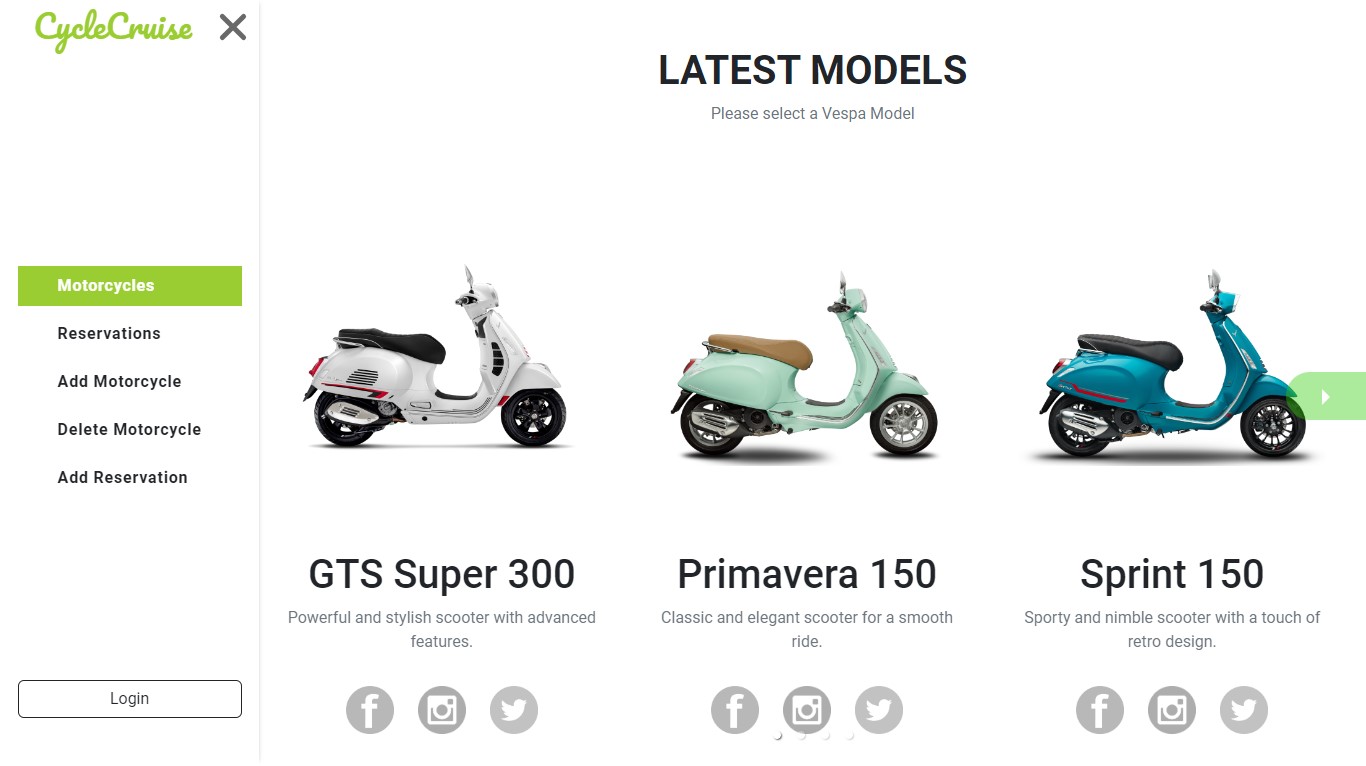 CycleCruise
Motorcycles
Reservations
Add Motorcycle
Delete Motorcycle
Add Reservation
Login
LATEST MODELS
Please select a Vespa Model
GTS Super 300
Powerful and stylish scooter with advanced
features.
Primavera 150
Classic and elegant scooter for a smooth
ride.
Sprint 150
Sporty and nimble scooter with a touch of
retro design.